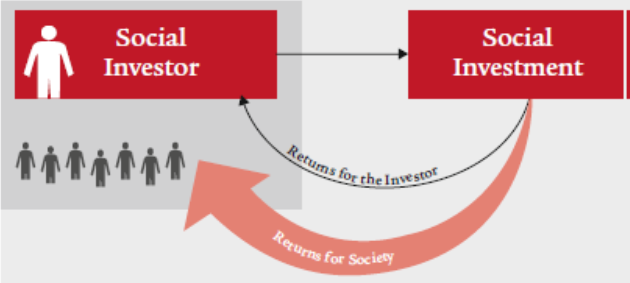 Social
Investor
Social
Investment
Returns for the Investor
Returns for Society